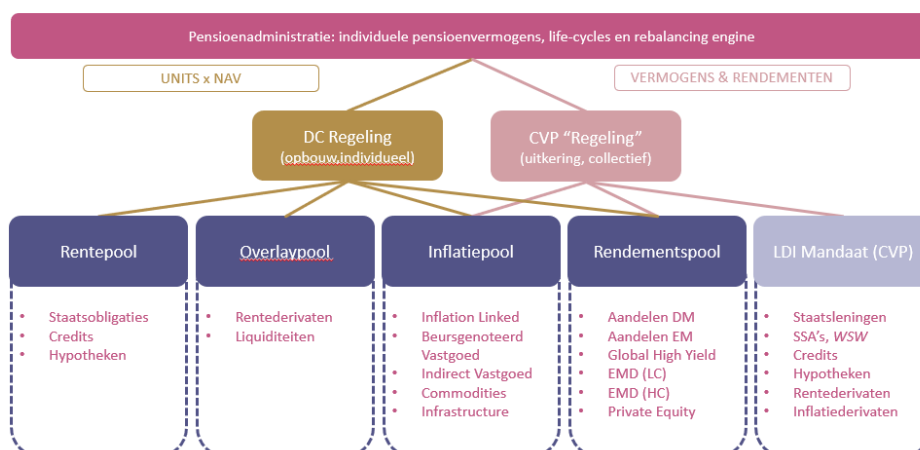 Pensioenadministratie: individuele pensioenvermogens, life-cycles en rebalancing engine
UNITS x NAV
VERMOGENS & RENDEMENTEN
DC Regeling
(opbouw,individueel)
CVP “Regeling”
(uitkering, collectief)
Rentepool
Overlaypool
Inflatiepool
Rendementspool
LDI Mandaat (CVP)
• Staatsobligaties
• Credits
• Hypotheken
• Rentederivaten
• Liquiditeiten
• Inflation Linked
• Beursgenoteerd
Vastgoed
• Indirect Vastgoed
• Commodities
• Infrastructure
• Aandelen DM
• Aandelen EM
• Global High Yield
• EMD (LC)
• EMD (HC)
• Private Equity
• Staatsleningen
• SSA’s, WSW
• Credits
• Hypotheken
• Rentederivaten
• Inflatiederivaten